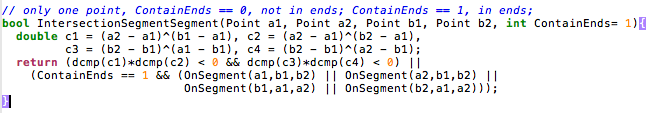 // only one point, ContainEnds == 0, not in ends; ContainEnds == 1, in ends;
bool IntersectionSegmentSegment(Point a1, Point a2, Point b1, Point b2, int ContainEnds= 1){
double c1 = (a2 - a1)^(b1 - a1), c2 = (a2 - a1)^(b2 - a1),
c3 = (b2 - b1)^(a1 - b1), c4 = (b2 - b1)^(a2 - b1);
return (dcmp(c1)*dcmp(c2) < 0 && dcmp(c3)*dcmp(c4) < 0) ||
(ContainEnds == 1 && (OnSegment(a1,b1,b2) || OnSegment(a2,b1,b2) ||
OnSegment(b1,a1,a2) || OnSegment(b2,a1,a2)));
}